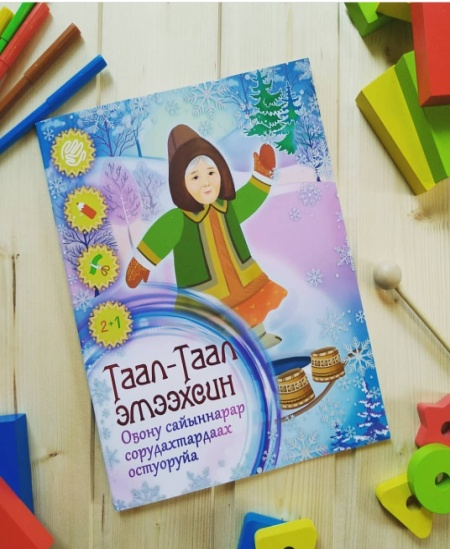 2+1
Таал-Таал
эмээхсин
Оҕону сайыннарар
сорудахтардаах
остуоруйа